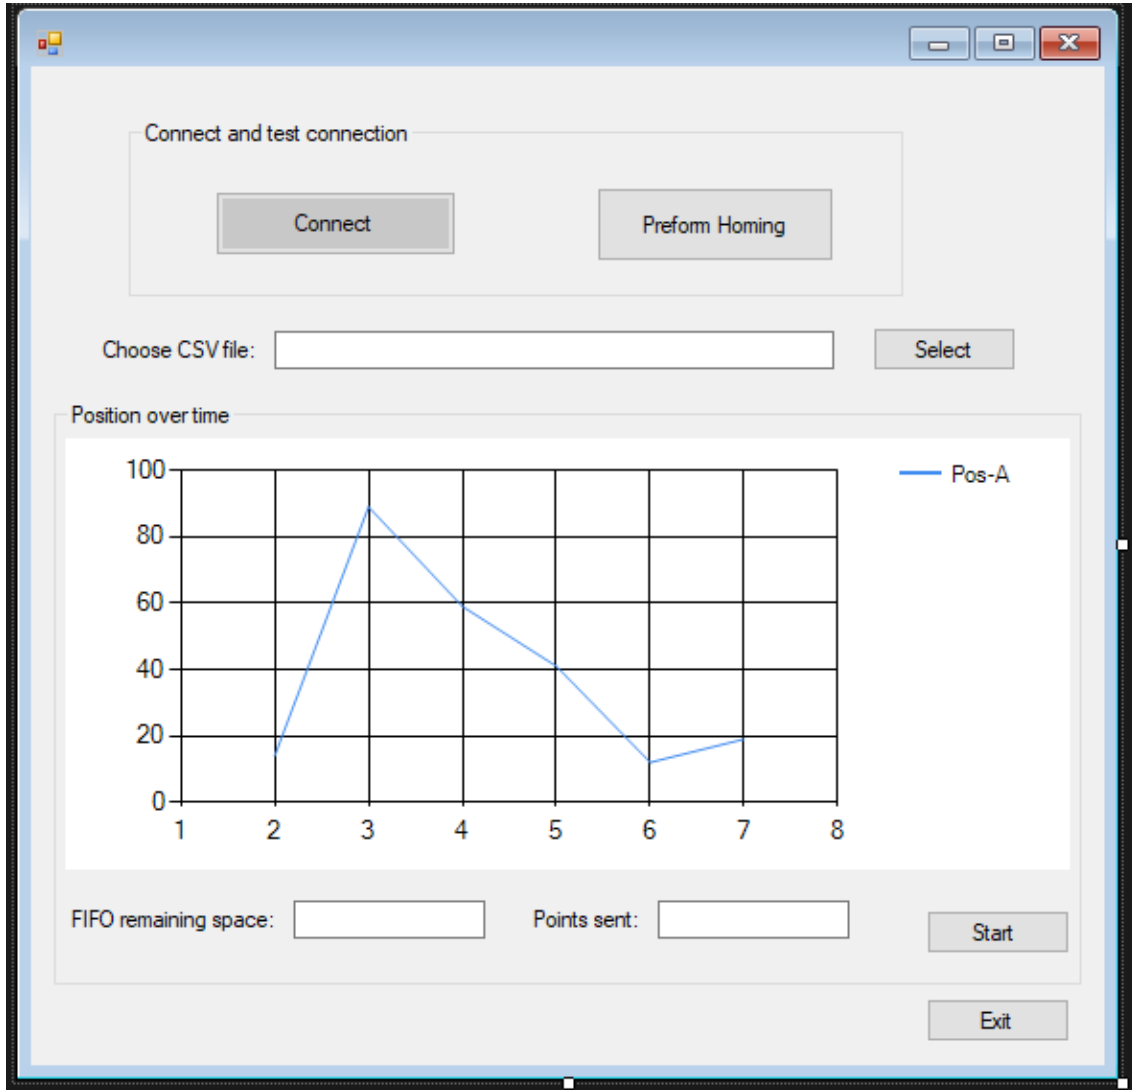 Connect and test connection
Connect
Preform Homing
Choose CSV file:
Select
Position over time
100
80
60
40
20
0
1 2 3 4 5 6 7 8
Pos-A
FIFO remaining space:
Points sent:
Start
Exit